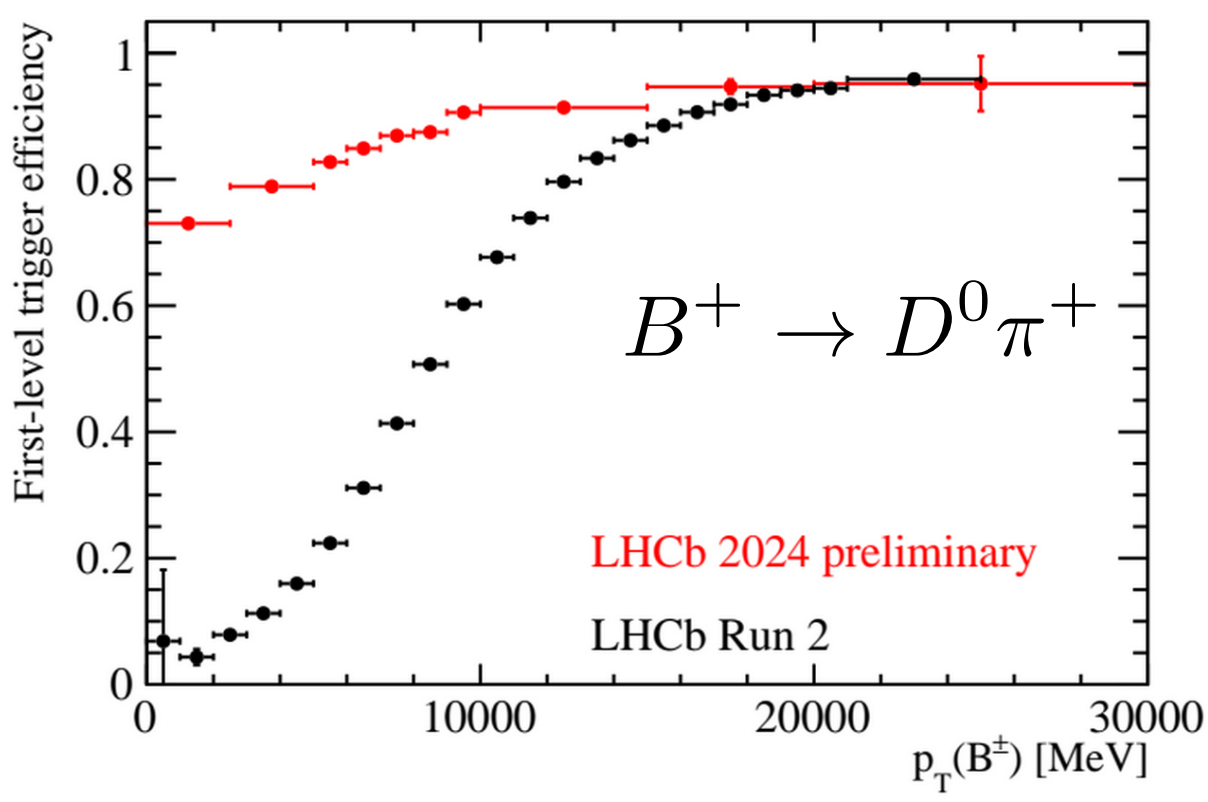 First-level trigger efficiency
1
0.8
0.6
0.4
0.2
0
B⁺ → D⁰π⁺
LHCb 2024 preliminary
LHCb Run 2
0 10000 20000 30000
p_T(B^±) [MeV]